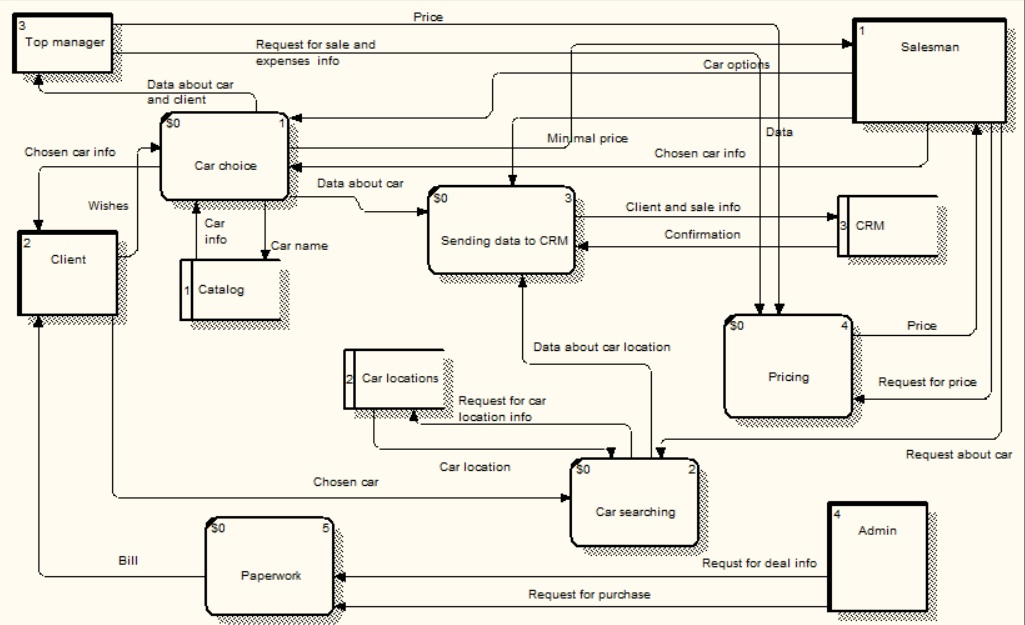 Price
3
Top manager
1
Salesman
Request for sale and
expenses info
Car options
Data about car
and client
$0
1
Car choice
Minimal price
Data
Chosen car info
Chosen car info
Wishes
Data about car
$0
3
Sending data to CRM
Client and sale info
Confirmation
3
CRM
2
Client
Car
info
Car name
1
Catalog
$0
4
Pricing
Price
Request for price
Data about car location
2
Car locations
Request for car
location info
Request about car
Car location
Chosen car
$0
2
Car searching
4
Admin
$0
5
Paperwork
Bill
Requst for deal info
Request for purchase